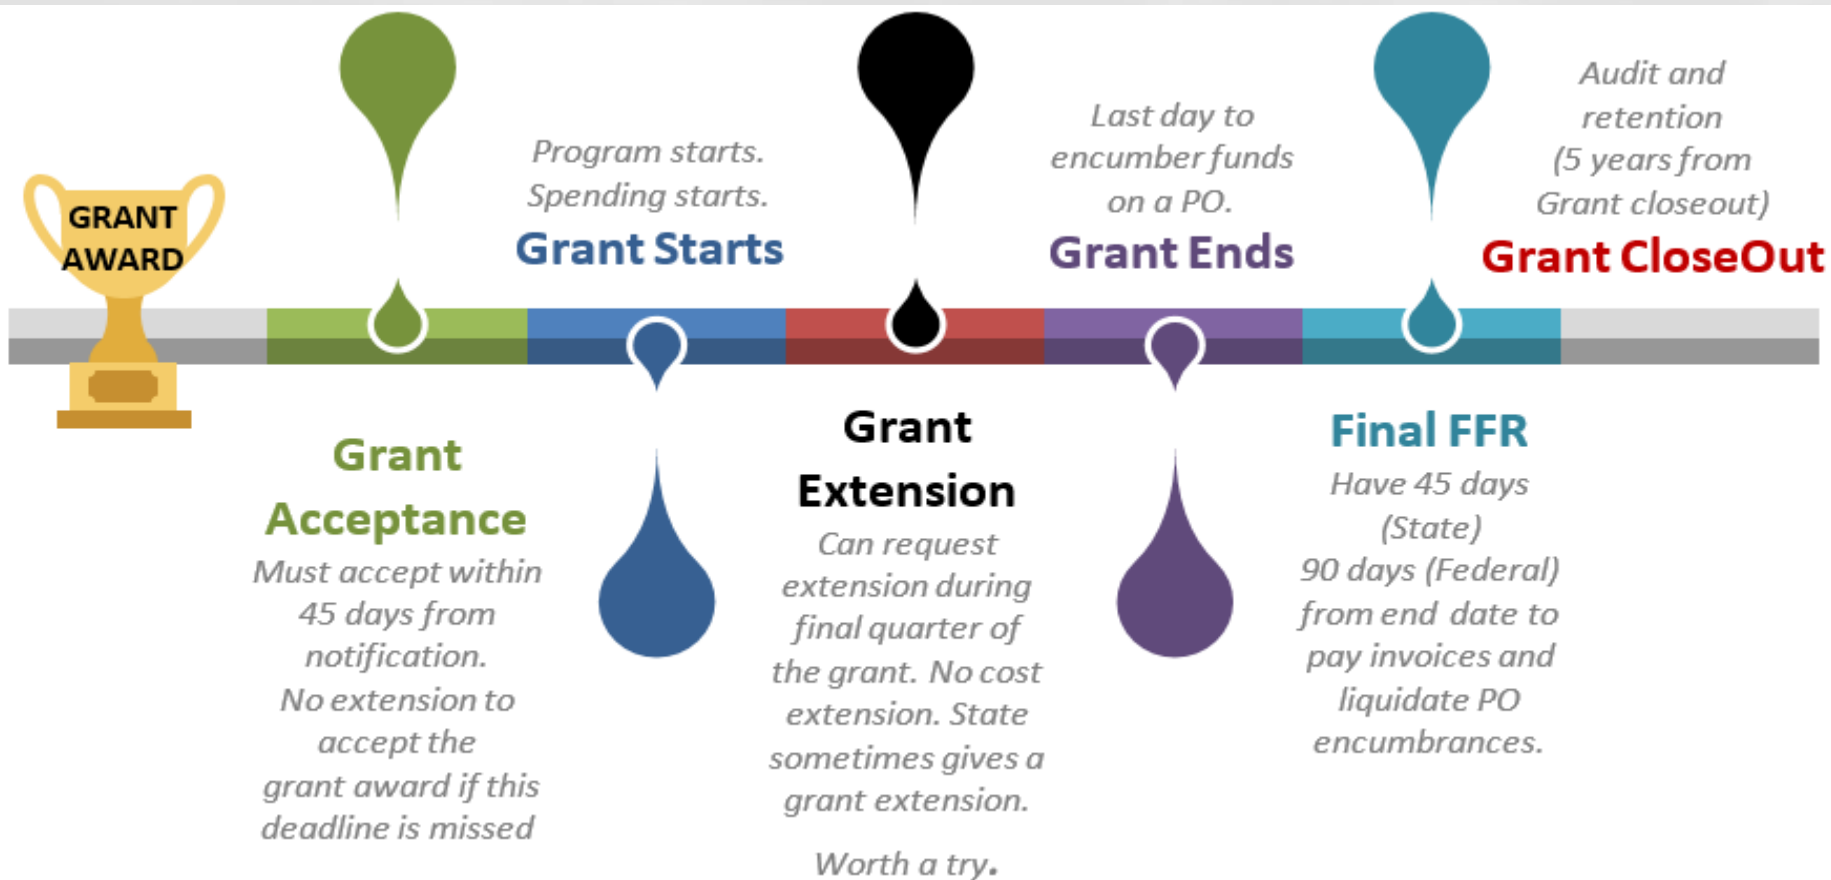 GRANT
AWARD
Grant
Acceptance
Must accept within
45 days from
notification.
No extension to
accept the
grant award if this
deadline is missed
Program starts.
Spending starts.
Grant Starts
Grant
Extension
Can request
extension during
final quarter of
the grant. No cost
extension. State
sometimes gives a
grant extension.
Worth a try.
Last day to
encumber funds
on a PO.
Grant Ends
Final FFR
Have 45 days
(State)
90 days (Federal)
from end date to
pay invoices and
liquidate PO
encumbrances.
Audit and
retention
(5 years from
Grant closeout)
Grant CloseOut